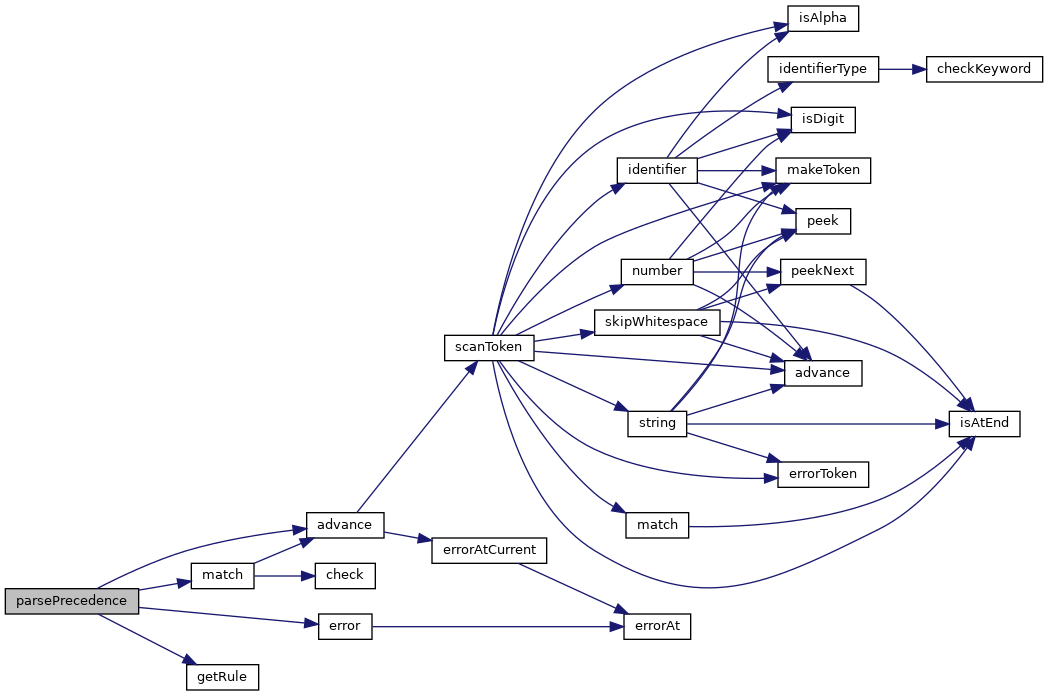 isAlpha
identifierType
checkKeyword
isDigit
identifier
makeToken
peek
number
peekNext
skipWhitespace
scanToken
advance
string
isAtEnd
errorToken
advance
match
errorAtCurrent
match
check
parsePrecedence
error
errorAt
getRule